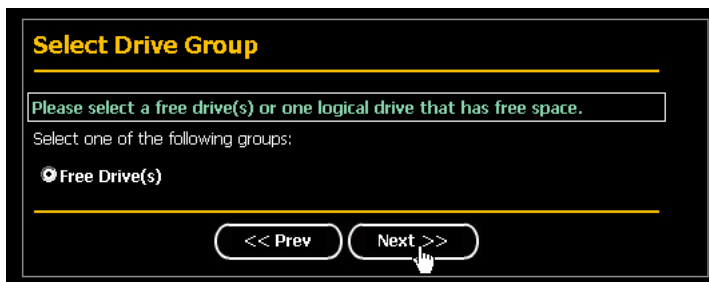 Select Drive Group
Please select a free drive(s) or one logical drive that has free space.
Select one of the following groups:
Free Drive(s)
<< Prev Next >>